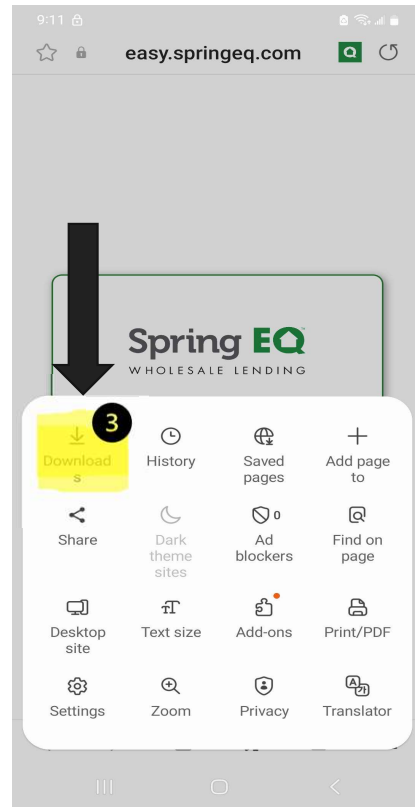 9:11
easy.springeq.com
Spring EQ
WHOLESALE LENDING
3
Download
s
History
Saved
pages
Add page
to
Share
Dark
theme
sites
0
Ad
blockers
Find on
page
Desktop
site
Text size
Add-ons
Print/PDF
Settings
Zoom
Privacy
Translator